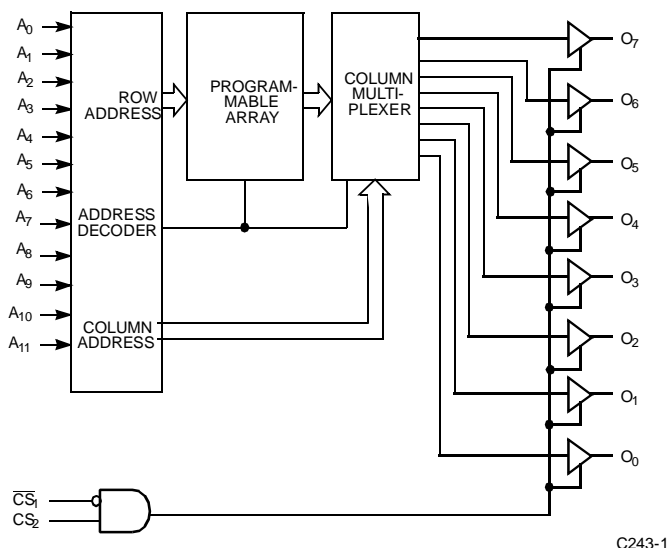 A0
A1
A2
A3
A4
A5
A6
A7
A8
A9
A10
A11
ROW
ADDRESS
ADDRESS
DECODER
COLUMN
ADDRESS
PROGRAM-
MABLE
ARRAY
COLUMN
MULTI-
PLEXER
O7
O6
O5
O4
O3
O2
O1
O0
CS1
CS2
C243-1